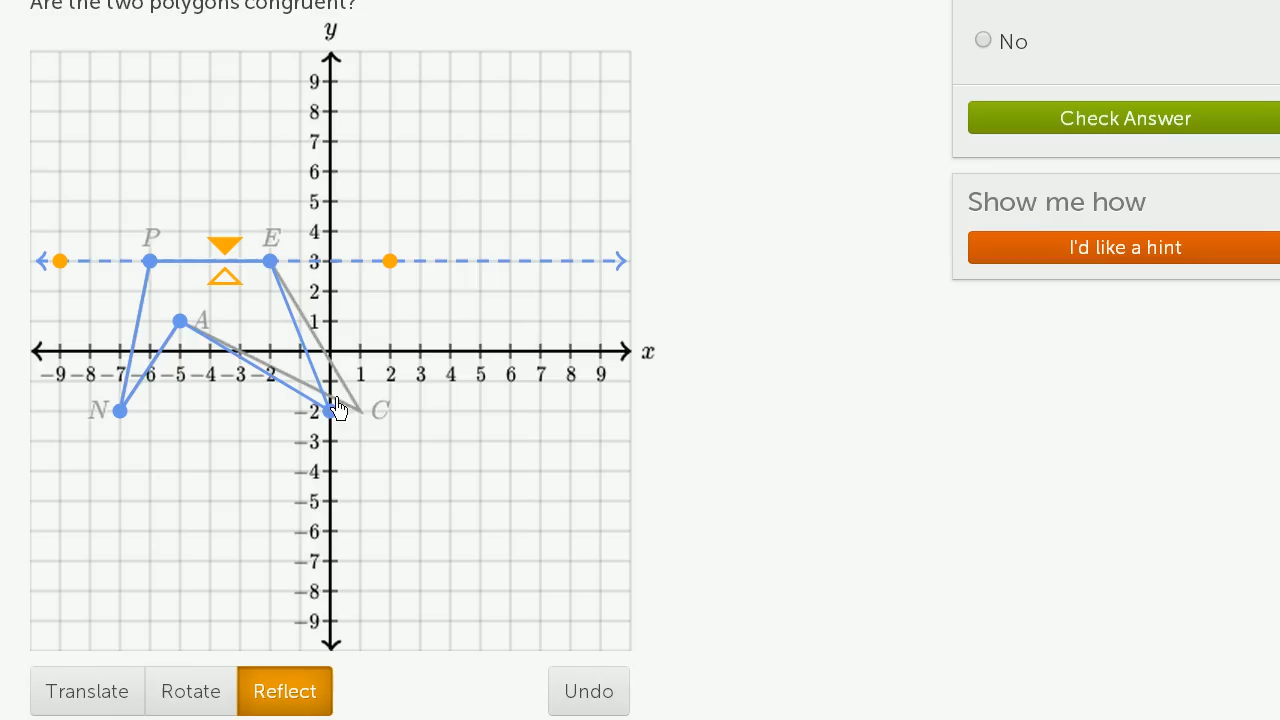 Are the two polygons congruent?
y
No
9
8
Check Answer
7
6
5
Show me how
P
E
4
I'd like a hint
3
2
A
1
x
−9 −8 −7 −6 −5 −4 −3 −2 1 2 3 4 5 6 7 8 9
N
−2
C
−3
−4
−5
−6
−7
−8
−9
Translate Rotate Reflect Undo